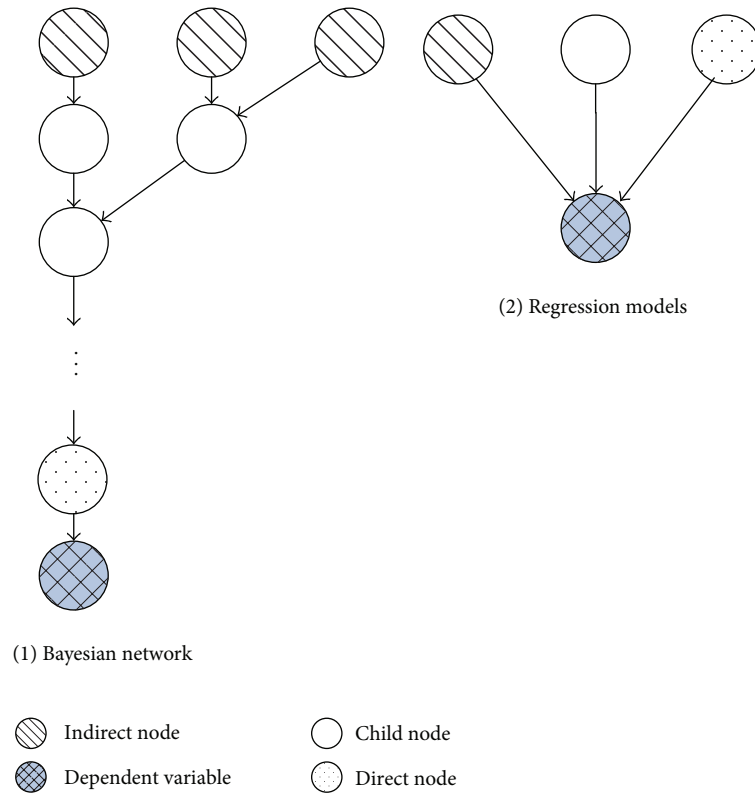 (2) Regression models
(1) Bayesian network
Indirect node
Child node
Dependent variable
Direct node